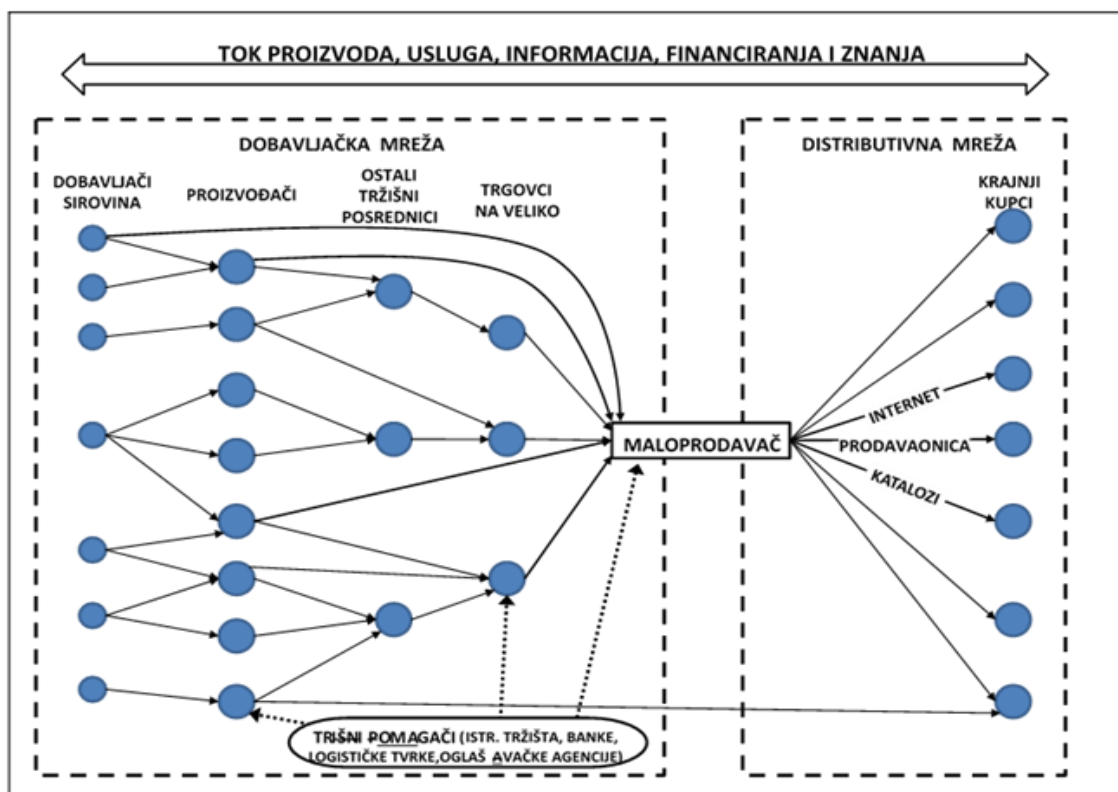 TOK PROIZVODA, USLUGA, INFORMACIJA, FINANCIRANJA I ZNANJA
DOBAVLJAČKA MREŽA
DISTRIBUTIVNA MREŽA
DOBAVLJAČI
SIROVINA
PROIZVOĐAČI
OSTALI
TRŽIŠNI
POSREDNICI
TRGOVCI
NA VELIKO
KRAJNJI
KUPCI
MALOPRODAVAČ
INTERNET
PRODAVAONICA
KATALOZI
TRIŠNI POMAGAČI (ISTR. TRŽIŠTA, BANKE,
LOGISTIČKE TVRKE,OGLAŠ AVAČKE AGENCIJE)